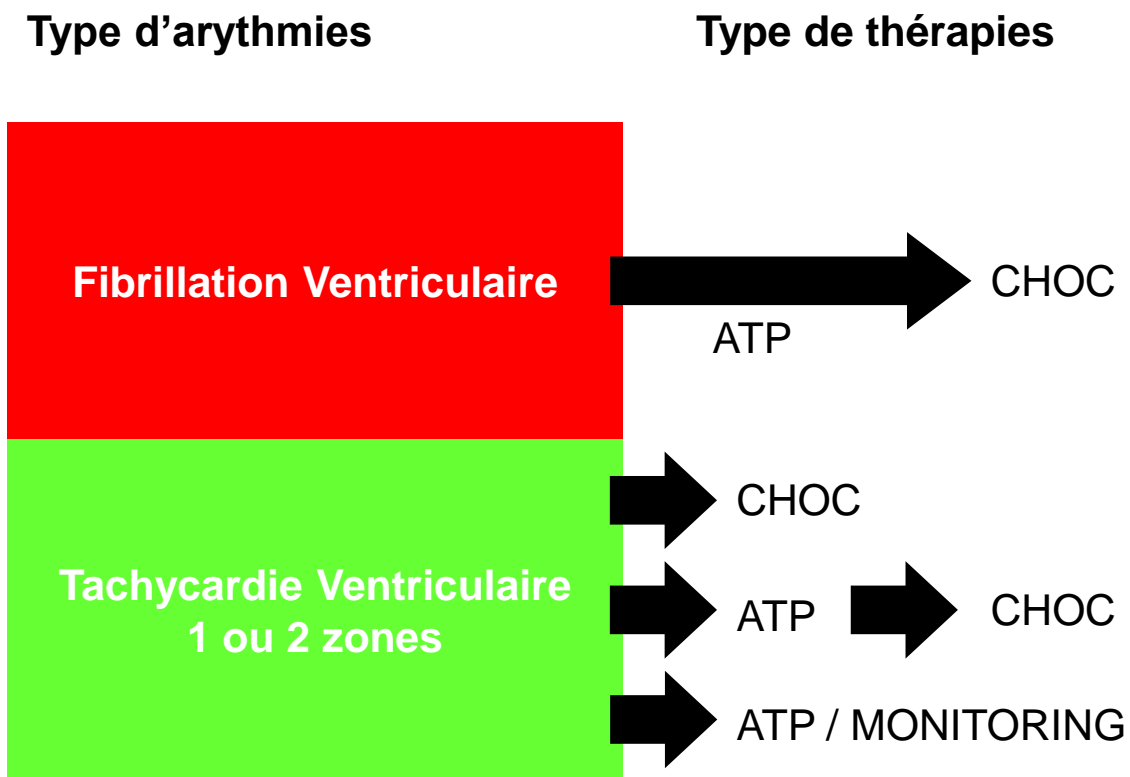 Type d’arythmies
Type de thérapies
Fibrillation Ventriculaire
CHOC
ATP
CHOC
Tachycardie Ventriculaire
1 ou 2 zones
ATP
CHOC
ATP / MONITORING